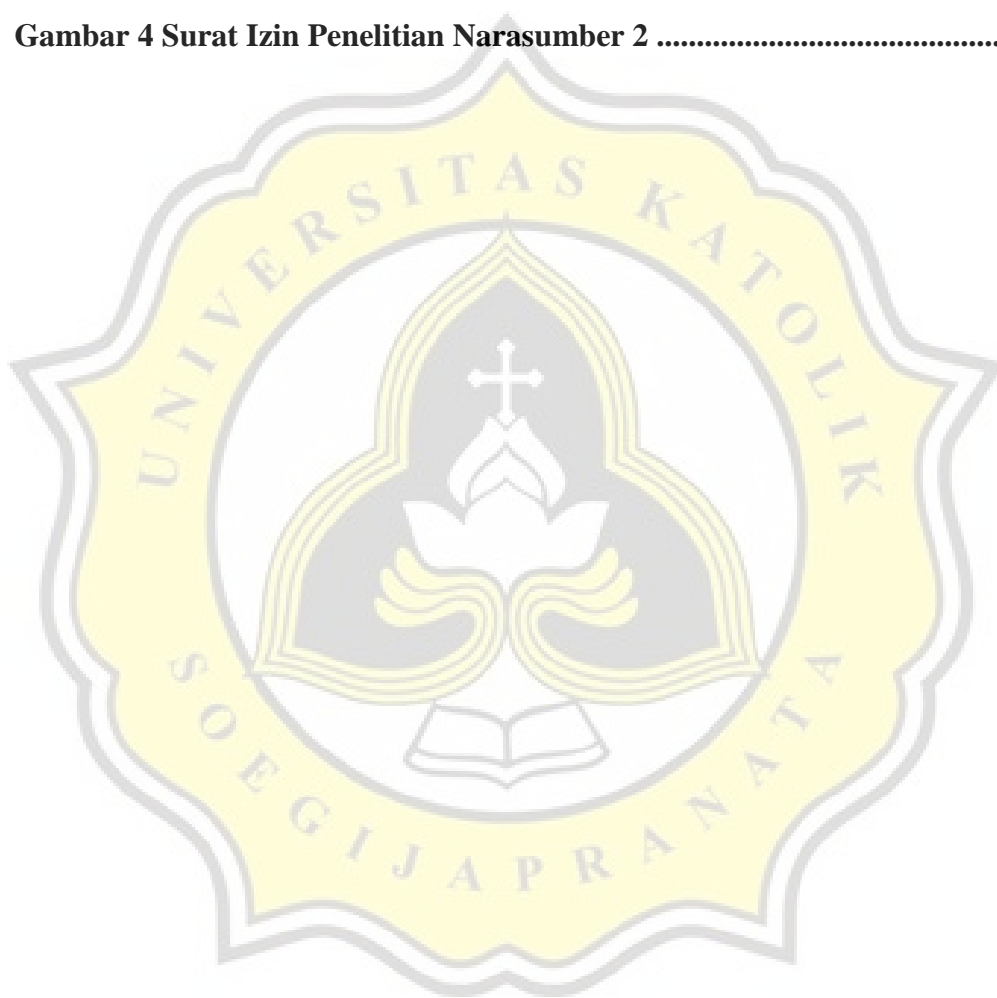 Gambar 4 Surat Izin Penelitian Narasumber 2 ............................................
UNIVERSITAS KATOLIK
SOEGIJAPRANATA